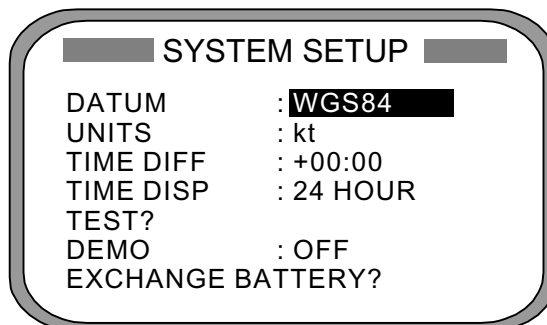 SYSTEM SETUP
DATUM : WGS84
UNITS : kt
TIME DIFF : +00:00
TIME DISP : 24 HOUR
TEST?
DEMO : OFF
EXCHANGE BATTERY?